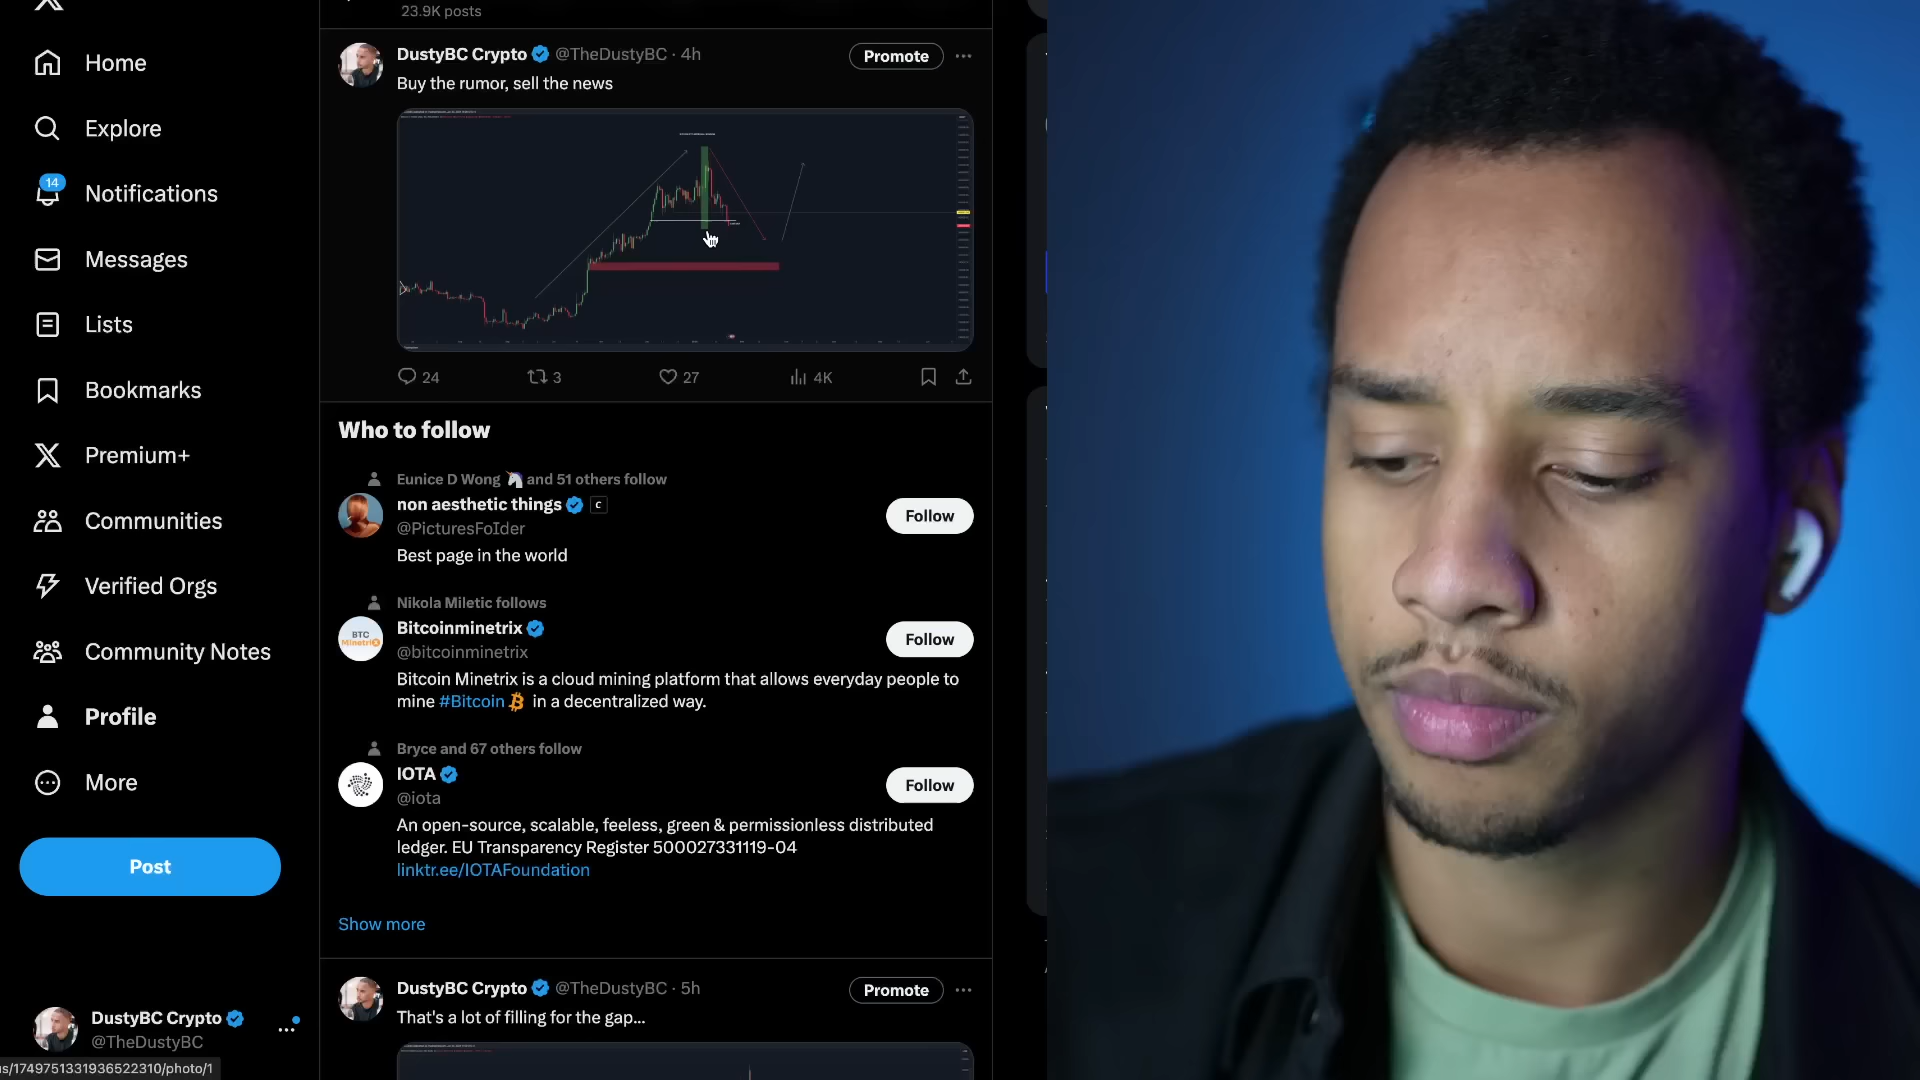 Home
Explore
14
Notifications
Messages
Lists
Bookmarks
Premium+
Communities
Verified Orgs
Community Notes
Profile
More
Post
DustyBC Crypto
@TheDustyBC
s/1749751331936522310/photo/1
23.9K posts
DustyBC Crypto @TheDustyBC · 4h
Promote
Buy the rumor, sell the news
24
3
27
4K
Who to follow
Eunice D Wong 🦄 and 51 others follow
non aesthetic things
@PicturesFoIder
Follow
Best page in the world
Nikola Miletic follows
BTC
Minetrix
Bitcoinminetrix
@bitcoinminetrix
Follow
Bitcoin Minetrix is a cloud mining platform that allows everyday people to
mine #Bitcoin in a decentralized way.
Bryce and 67 others follow
IOTA
@iota
Follow
An open-source, scalable, feeless, green & permissionless distributed
ledger. EU Transparency Register 500027331119-04
linktr.ee/IOTAFoundation
Show more
DustyBC Crypto @TheDustyBC · 5h
Promote
That's a lot of filling for the gap...